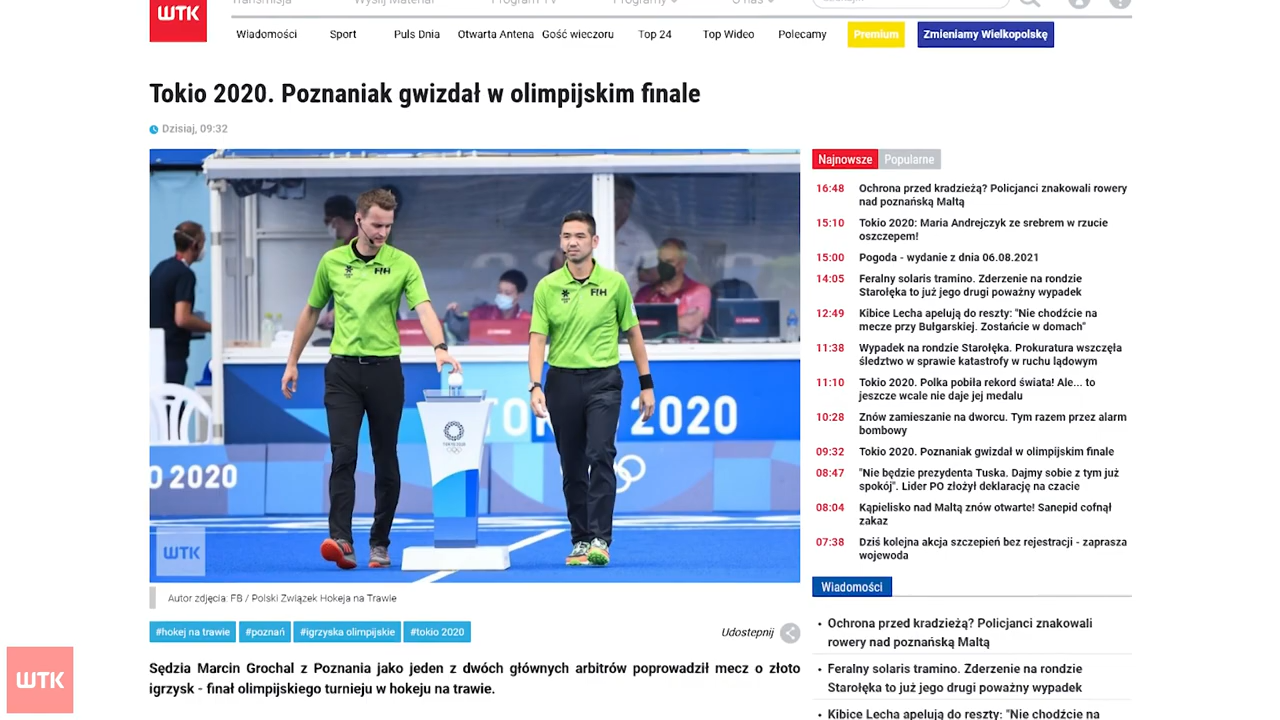 WTK
Transmisja Wyślij Materiał Program TV Programy O nas
Wiadomości Sport Puls Dnia Otwarta Antena Gość wieczoru Top 24 Top Wideo Polecamy Premium Zmieniamy Wielkopolskę
Tokio 2020. Poznaniak gwizdał w olimpijskim finale
Dzisiaj, 09:32
FIH
FIH
TOKYO 2020
TOKYO 2020
O 2020
WTK
Autor zdjęcia: FB / Polski Związek Hokeja na Trawie
#hokej na trawie #poznań #igrzyska olimpijskie #tokio 2020
Udostępnij
Sędzia Marcin Grochal z Poznania jako jeden z dwóch głównych arbitrów poprowadził mecz o złoto
igrzysk - finał olimpijskiego turnieju w hokeju na trawie.
Najnowsze Popularne
16:48 Ochrona przed kradzieżą? Policjanci znakowali rowery
nad poznańską Maltą
15:10 Tokio 2020: Maria Andrejczyk ze srebrem w rzucie
oszczepem!
15:00 Pogoda - wydanie z dnia 06.08.2021
14:05 Feralny solaris tramino. Zderzenie na rondzie
Starołęka to już jego drugi poważny wypadek
12:49 Kibice Lecha apelują do reszty: "Nie chodźcie na
mecze przy Bułgarskiej. Zostańcie w domach"
11:38 Wypadek na rondzie Starołęka. Prokuratura wszczęła
śledztwo w sprawie katastrofy w ruchu lądowym
11:10 Tokio 2020. Polka pobiła rekord świata! Ale... to
jeszcze wcale nie daje jej medalu
10:28 Znów zamieszanie na dworcu. Tym razem przez alarm
bombowy
09:32 Tokio 2020. Poznaniak gwizdał w olimpijskim finale
08:47 "Nie będzie prezydenta Tuska. Dajmy sobie z tym już
spokój". Lider PO złożył deklarację na czacie
08:04 Kąpielisko nad Maltą znów otwarte! Sanepid cofnął
zakaz
07:38 Dziś kolejna akcja szczepień bez rejestracji - zaprasza
wojewoda
Wiadomości
• Ochrona przed kradzieżą? Policjanci znakowali
rowery nad poznańską Maltą
• Feralny solaris tramino. Zderzenie na rondzie
Starołęka to już jego drugi poważny wypadek
• Kibice Lecha apelują do reszty: "Nie chodźcie na
WTK